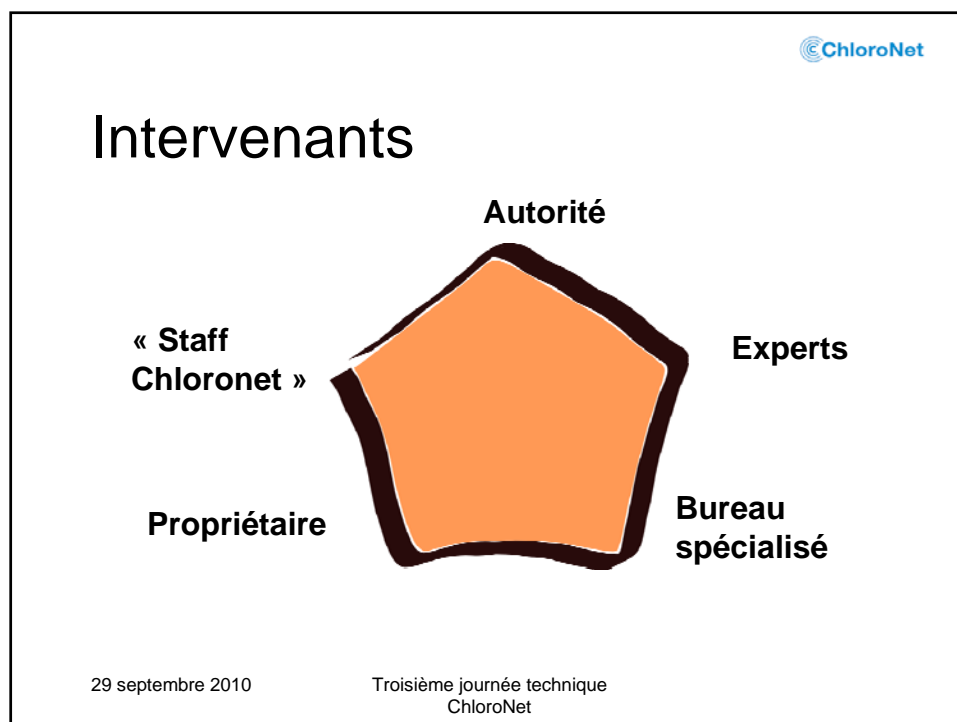 ChloroNet
Intervenants
Autorité
« Staff
Chloronet »
Experts
Propriétaire
Bureau
spécialisé
29 septembre 2010
Troisième journée technique
ChloroNet